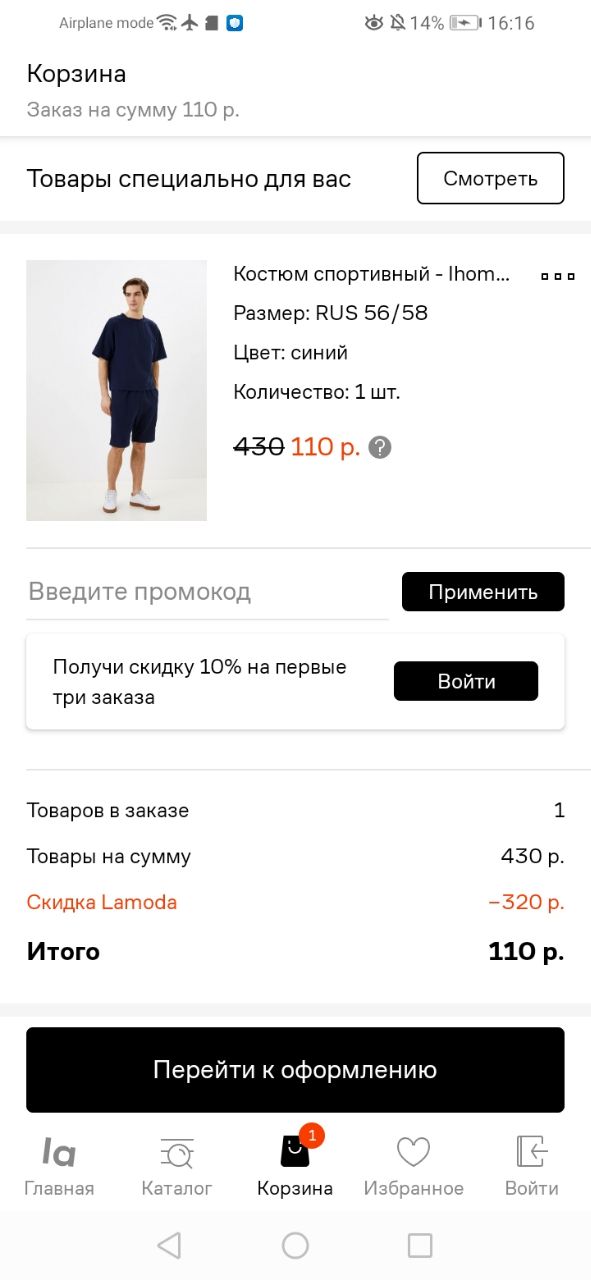 Airplane mode 14% 16:16
Корзина
Заказ на сумму 110 р.
Товары специально для вас
Смотреть
Костюм спортивный - Ihom...
Размер: RUS 56/58
Цвет: синий
Количество: 1 шт.
430 110 р. ?
Введите промокод
Применить
Получи скидку 10% на первые
три заказа
Войти
Товаров в заказе 1
Товары на сумму 430 р.
Скидка Lamoda −320 р.
Итого 110 р.
Перейти к оформлению
la 1
Главная Каталог Корзина Избранное Войти